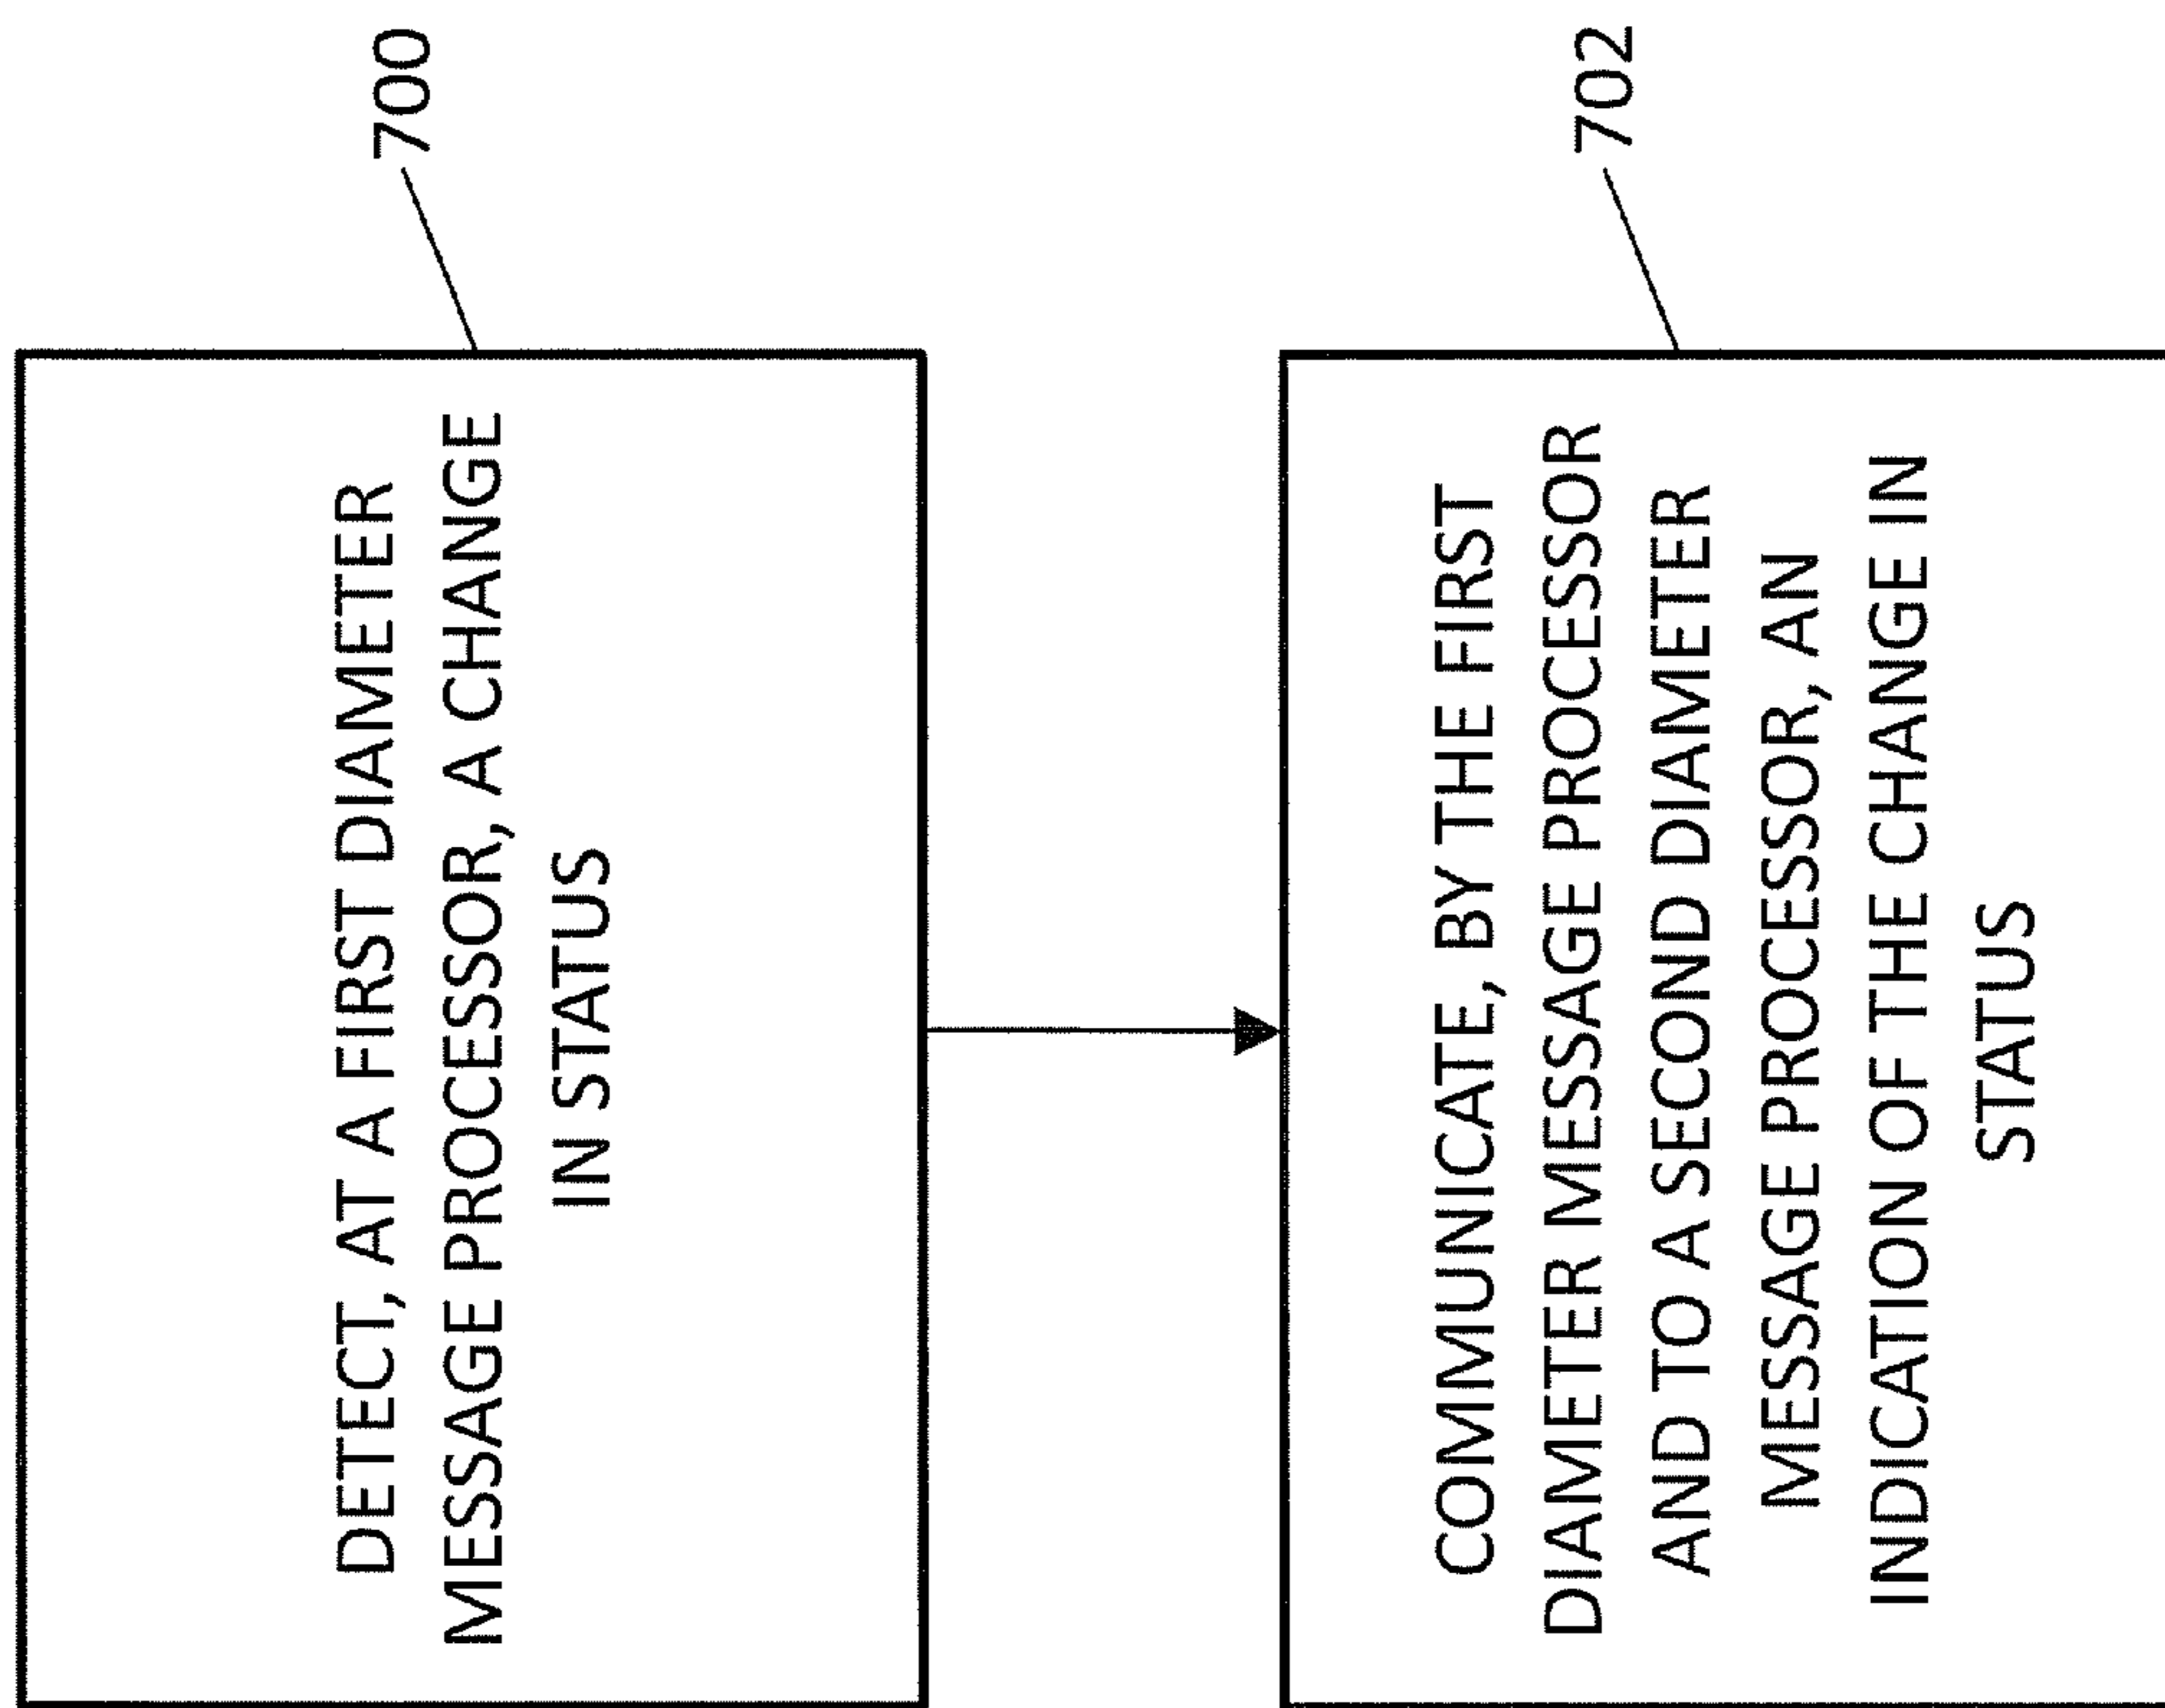 DETECT, AT A FIRST DIAMETER
MESSAGE PROCESSOR, A CHANGE
IN STATUS
700
COMMUNICATE, BY THE FIRST
DIAMETER MESSAGE PROCESSOR
AND TO A SECOND DIAMETER
MESSAGE PROCESSOR, AN
INDICATION OF THE CHANGE IN
STATUS
702